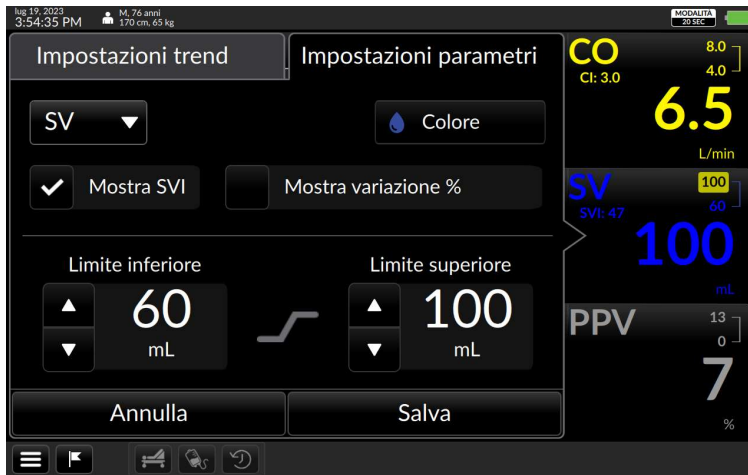 lug 19, 2023
3:54:35 PM
M, 76 anni
170 cm, 65 kg
MODALITÀ
20 SEC
Impostazioni trend
Impostazioni parametri
SV
Colore
Mostra SVI
Mostra variazione %
Limite inferiore
60
mL
Limite superiore
100
mL
Annulla
Salva
CO
CI: 3.0
8.0
4.0
6.5
L/min
SV
SVI: 47
100
60
100
mL
PPV
13
0
7
%